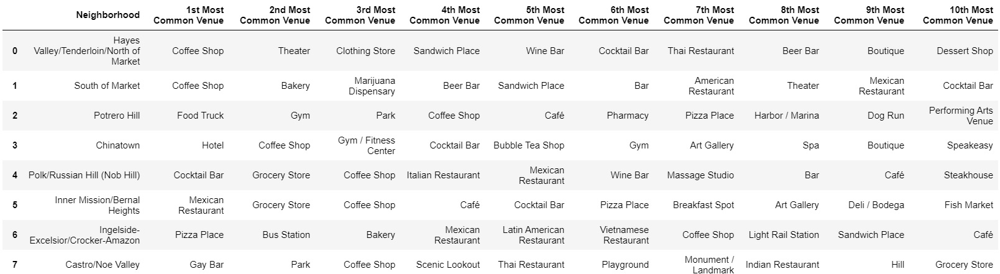 Neighborhood 1st Most Common Venue 2nd Most Common Venue 3rd Most Common Venue 4th Most Common Venue 5th Most Common Venue 6th Most Common Venue 7th Most Common Venue 8th Most Common Venue 9th Most Common Venue 10th Most Common Venue
0 Hayes Valley/Tenderloin/North of Market Coffee Shop Theater Clothing Store Sandwich Place Wine Bar Cocktail Bar Thai Restaurant Beer Bar Boutique Dessert Shop
1 South of Market Coffee Shop Bakery Marijuana Dispensary Beer Bar Sandwich Place Bar American Restaurant Theater Mexican Restaurant Cocktail Bar
2 Potrero Hill Food Truck Gym Park Coffee Shop Café Pharmacy Pizza Place Harbor / Marina Dog Run Performing Arts Venue
3 Chinatown Hotel Coffee Shop Gym / Fitness Center Cocktail Bar Bubble Tea Shop Gym Art Gallery Spa Boutique Speakeasy
4 Polk/Russian Hill (Nob Hill) Cocktail Bar Grocery Store Coffee Shop Italian Restaurant Mexican Restaurant Wine Bar Massage Studio Bar Café Steakhouse
5 Inner Mission/Bernal Heights Mexican Restaurant Grocery Store Coffee Shop Café Cocktail Bar Pizza Place Breakfast Spot Art Gallery Deli / Bodega Fish Market
6 Ingelside-Excelsior/Crocker-Amazon Pizza Place Bus Station Bakery Mexican Restaurant Latin American Restaurant Vietnamese Restaurant Coffee Shop Light Rail Station Sandwich Place Café
7 Castro/Noe Valley Gay Bar Park Coffee Shop Scenic Lookout Thai Restaurant Playground Monument / Landmark Indian Restaurant Hill Grocery Store